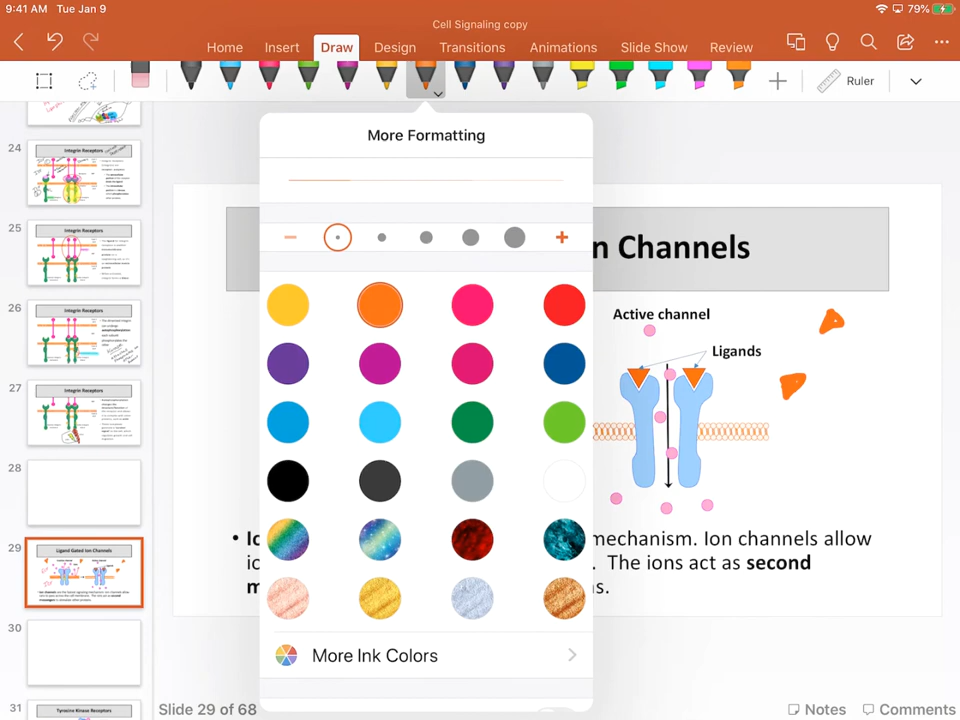 9:41 AM Tue Jan 9
79%
Cell Signaling copy
Home Insert Draw Design Transitions Animations Slide Show Review
Ruler
More Formatting
More Ink Colors
24
Integrin Receptors
25
Integrin Receptors
26
Integrin Receptors
27
Integrin Receptors
28
29
Ligand Gated Ion Channels
30
31
Tyrosine Kinase Receptors
n Channels
Active channel
Ligands
• Ic mechanism. Ion channels allow
ic . The ions act as second
m s.
Slide 29 of 68
Notes Comments